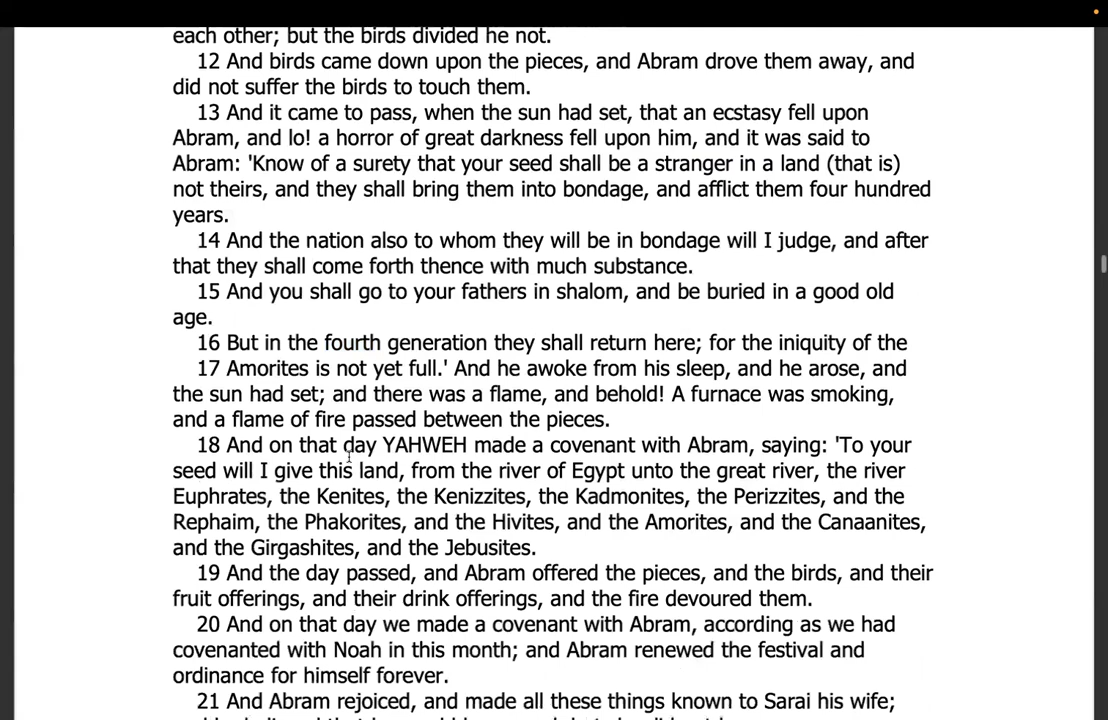 each other; but the birds divided he not.
12 And birds came down upon the pieces, and Abram drove them away, and
did not suffer the birds to touch them.
13 And it came to pass, when the sun had set, that an ecstasy fell upon
Abram, and lo! a horror of great darkness fell upon him, and it was said to
Abram: 'Know of a surety that your seed shall be a stranger in a land (that is)
not theirs, and they shall bring them into bondage, and afflict them four hundred
years.
14 And the nation also to whom they will be in bondage will I judge, and after
that they shall come forth thence with much substance.
15 And you shall go to your fathers in shalom, and be buried in a good old
age.
16 But in the fourth generation they shall return here; for the iniquity of the
17 Amorites is not yet full.' And he awoke from his sleep, and he arose, and
the sun had set; and there was a flame, and behold! A furnace was smoking,
and a flame of fire passed between the pieces.
18 And on that day YAHWEH made a covenant with Abram, saying: 'To your
seed will I give this land, from the river of Egypt unto the great river, the river
Euphrates, the Kenites, the Kenizzites, the Kadmonites, the Perizzites, and the
Rephaim, the Phakorites, and the Hivites, and the Amorites, and the Canaanites,
and the Girgashites, and the Jebusites.
19 And the day passed, and Abram offered the pieces, and the birds, and their
fruit offerings, and their drink offerings, and the fire devoured them.
20 And on that day we made a covenant with Abram, according as we had
covenanted with Noah in this month; and Abram renewed the festival and
ordinance for himself forever.
21 And Abram rejoiced, and made all these things known to Sarai his wife;